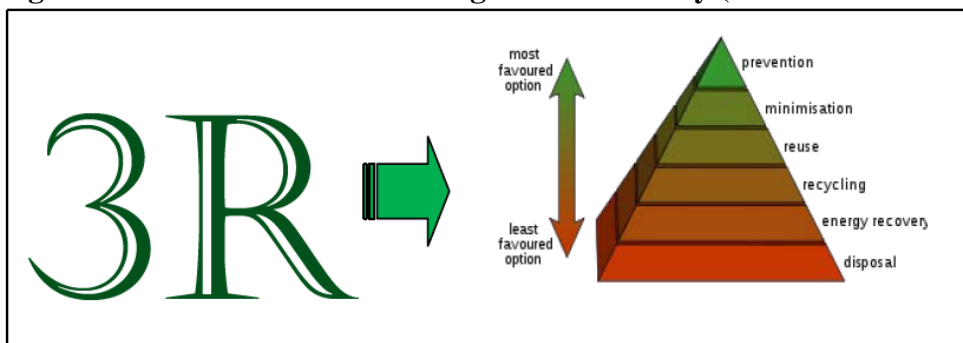 3R
most
favoured
option
least
favoured
option
prevention
minimisation
reuse
recycling
energy recovery
disposal